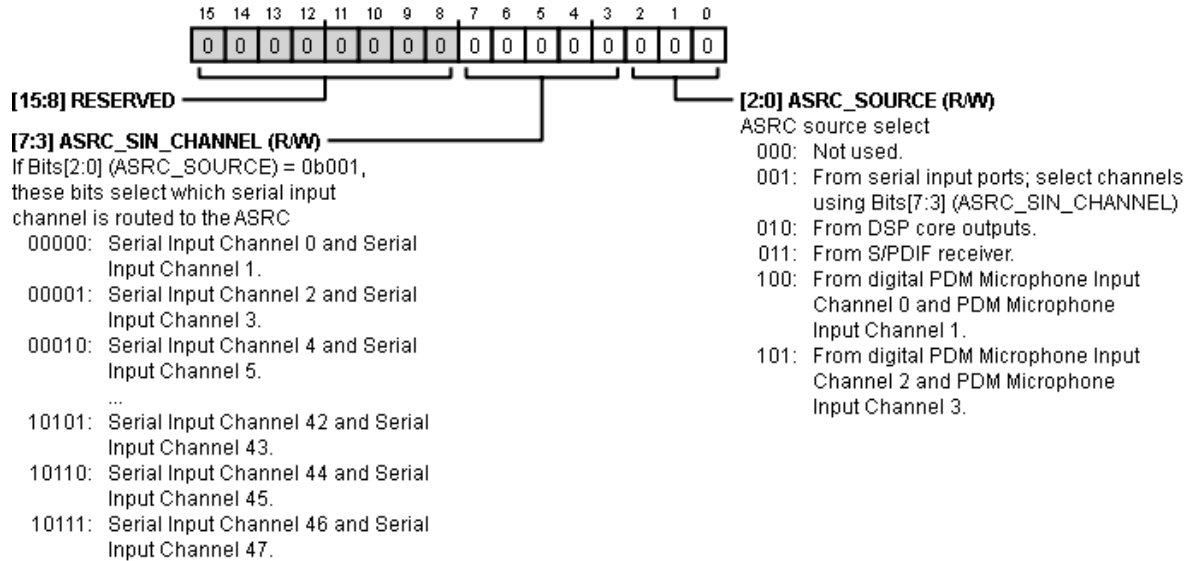 15 14 13 12 11 10 9 8 7 6 5 4 3 2 1 0
0 0 0 0 0 0 0 0 0 0 0 0 0 0 0 0
[15:8] RESERVED
[7:3] ASRC_SIN_CHANNEL (R/W)
If Bits[2:0] (ASRC_SOURCE) = 0b001,
these bits select which serial input
channel is routed to the ASRC
00000: Serial Input Channel 0 and Serial
Input Channel 1.
00001: Serial Input Channel 2 and Serial
Input Channel 3.
00010: Serial Input Channel 4 and Serial
Input Channel 5.
...
10101: Serial Input Channel 42 and Serial
Input Channel 43.
10110: Serial Input Channel 44 and Serial
Input Channel 45.
10111: Serial Input Channel 46 and Serial
Input Channel 47.
[2:0] ASRC_SOURCE (R/W)
ASRC source select
000: Not used.
001: From serial input ports; select channels
using Bits[7:3] (ASRC_SIN_CHANNEL)
010: From DSP core outputs.
011: From S/PDIF receiver.
100: From digital PDM Microphone Input
Channel 0 and PDM Microphone
Input Channel 1.
101: From digital PDM Microphone Input
Channel 2 and PDM Microphone
Input Channel 3.